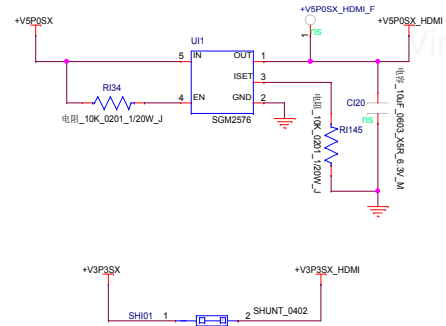 +V5P0SX_HDMI_F
+V5P0SX
+V5P0SX_HDMI
1
ns
UI1
5
IN
OUT
1
ISET
3
RI34
4
EN
GND
2
电阻_10K_0201_1/20W_J
SGM2576
电阻_10K_0201_1/20W_J
RI145
CI20
ns
电容_10uF_0603_X5R_6.3V_M
+V3P3SX
+V3P3SX_HDMI
SHI01
1
2
SHUNT_0402